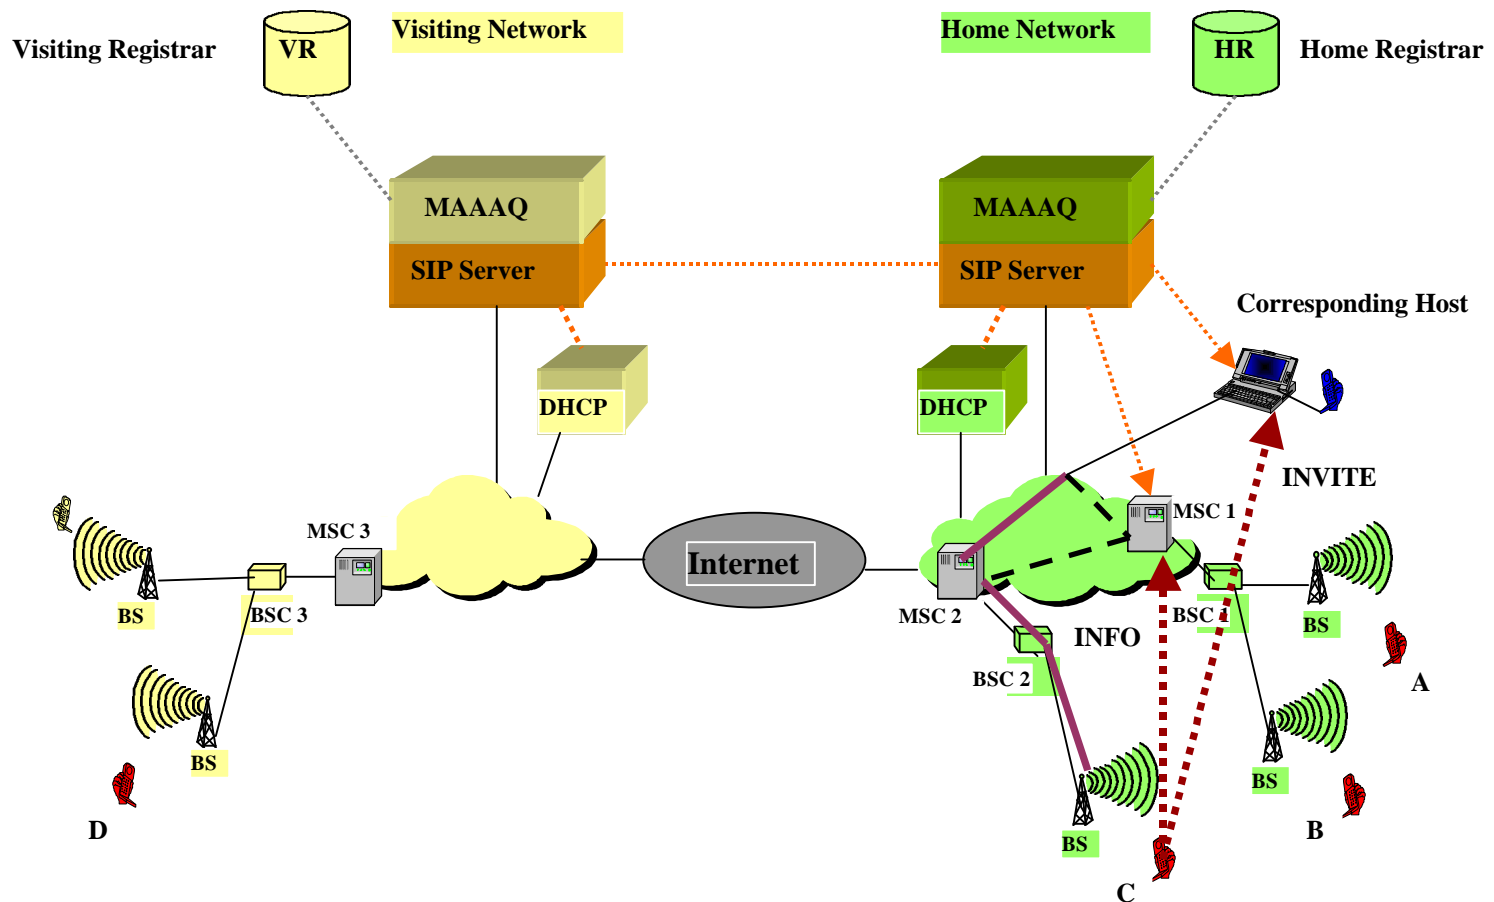 Visiting Network
Home Network
Visiting Registrar
VR
HR
Home Registrar
MAAAQ
MAAAQ
SIP Server
SIP Server
Corresponding Host
DHCP
DHCP
INVITE
MSC 1
MSC 3
Internet
MSC 2
BS
BSC 3
BSC 1
BS
INFO
BSC 2
A
BS
BS
B
D
BS
C